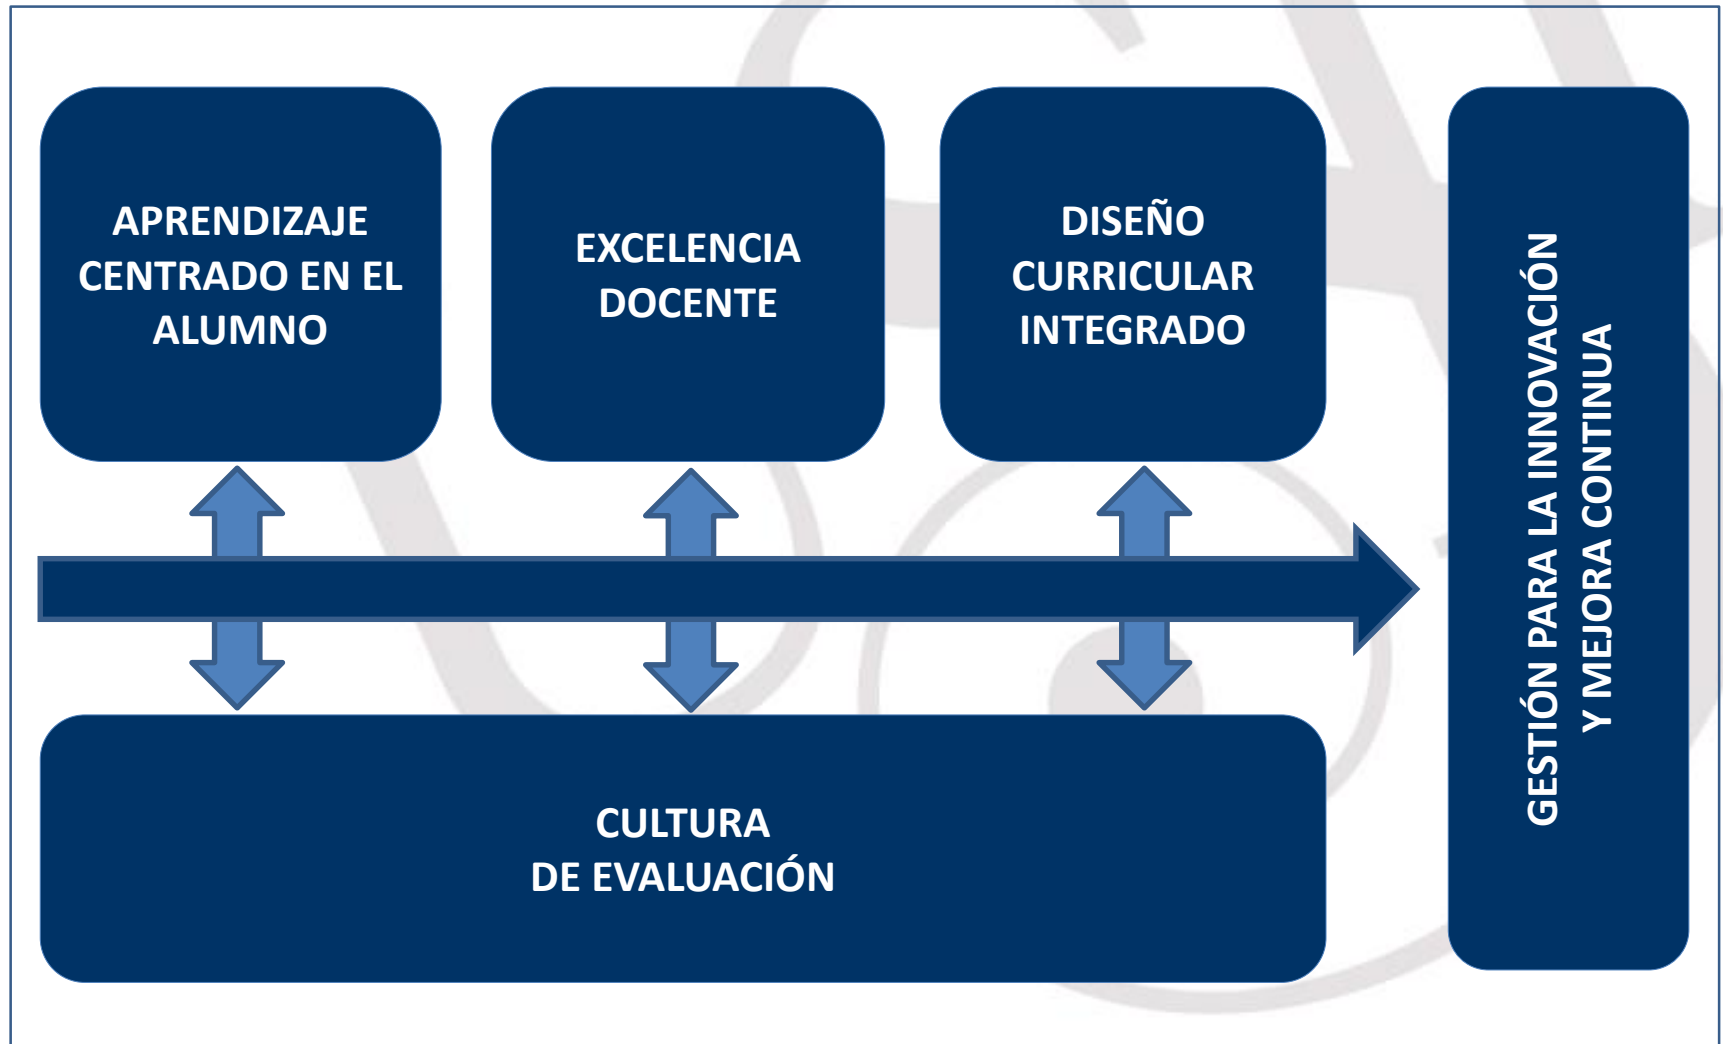 APRENDIZAJE
CENTRADO EN EL
ALUMNO
EXCELENCIA
DOCENTE
DISEÑO
CURRICULAR
INTEGRADO
GESTIÓN PARA LA INNOVACIÓN
Y MEJORA CONTINUA
CULTURA
DE EVALUACIÓN